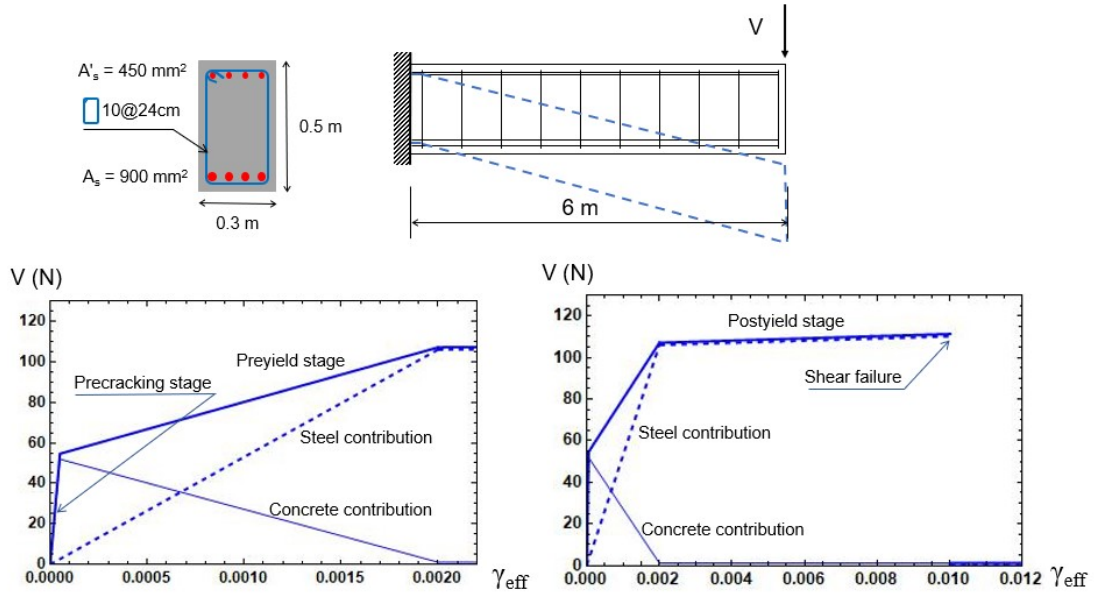 A's = 450 mm²
10@24cm
As = 900 mm²
0.5 m
0.3 m
V
6 m
V (N)
120
100
80
60
40
20
0
Preyield stage
Precracking stage
Steel contribution
Concrete contribution
0.0000 0.0005 0.0010 0.0015 0.0020
γeff
V (N)
120
100
80
60
40
20
0
Postyield stage
Shear failure
Steel contribution
Concrete contribution
0.000 0.002 0.004 0.006 0.008 0.010 0.012
γeff